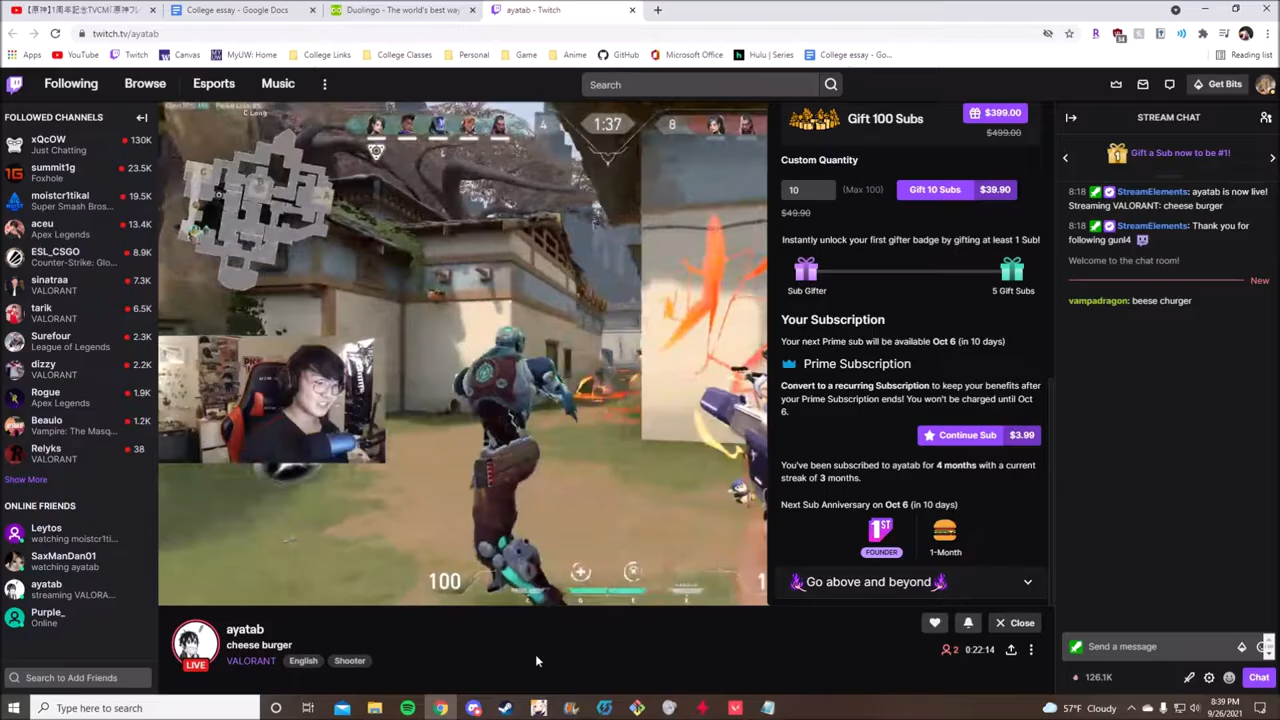 【原神】1周年記念TVCM「原神フレ
College essay - Google Docs
Duolingo - The world's best way
ayatab - Twitch
twitch.tv/ayatab
Apps
YouTube
Twitch
Canvas
MyUW: Home
College Links
College Classes
Personal
Game
Anime
GitHub
Microsoft Office
Hulu | Series
College essay - Go...
Reading list
Following
Browse
Esports
Music
Search
Get Bits
FOLLOWED CHANNELS
xQcOW
130K
Just Chatting
summit1g
23.5K
Foxhole
moistcr1tikal
19.5K
Super Smash Bros...
aceu
13.4K
Apex Legends
ESL_CSGO
8.9K
Counter-Strike: Glo...
sinatraa
7.3K
VALORANT
tarik
6.5K
VALORANT
Surefour
2.3K
League of Legends
dizzy
2.2K
VALORANT
Rogue
1.9K
Apex Legends
Beaulo
1.2K
Vampire: The Masq...
Relyks
38
VALORANT
Show More
ONLINE FRIENDS
Leytos
watching moistcr1ti...
SaxManDan01
watching ayatab
ayatab
streaming VALORA...
Purple_
Online
Search to Add Friends
C Long
4
1:37
8
100
Gift 100 Subs
$399.00
$499.00
Custom Quantity
10
(Max 100)
Gift 10 Subs
$39.90
$49.90
Instantly unlock your first gifter badge by gifting at least 1 Sub!
Sub Gifter
5 Gift Subs
Your Subscription
Your next Prime sub will be available Oct 6 (in 10 days)
Prime Subscription
Convert to a recurring Subscription to keep your benefits after
your Prime Subscription ends! You won't be charged until Oct
6.
Continue Sub
$3.99
You've been subscribed to ayatab for 4 months with a current
streak of 3 months.
Next Sub Anniversary on Oct 6 (in 10 days)
1ST
FOUNDER
1-Month
Go above and beyond
ayatab
cheese burger
LIVE
VALORANT
English
Shooter
Close
2
0:22:14
STREAM CHAT
1
Gift a Sub now to be #1!
8:18 StreamElements: ayatab is now live!
Streaming VALORANT: cheese burger
8:18 StreamElements: Thank you for
following gunl4
Welcome to the chat room!
New
vampadragon: beese churger
Send a message
126.1K
Chat
Type here to search
57°F Cloudy
8:39 PM
9/26/2021